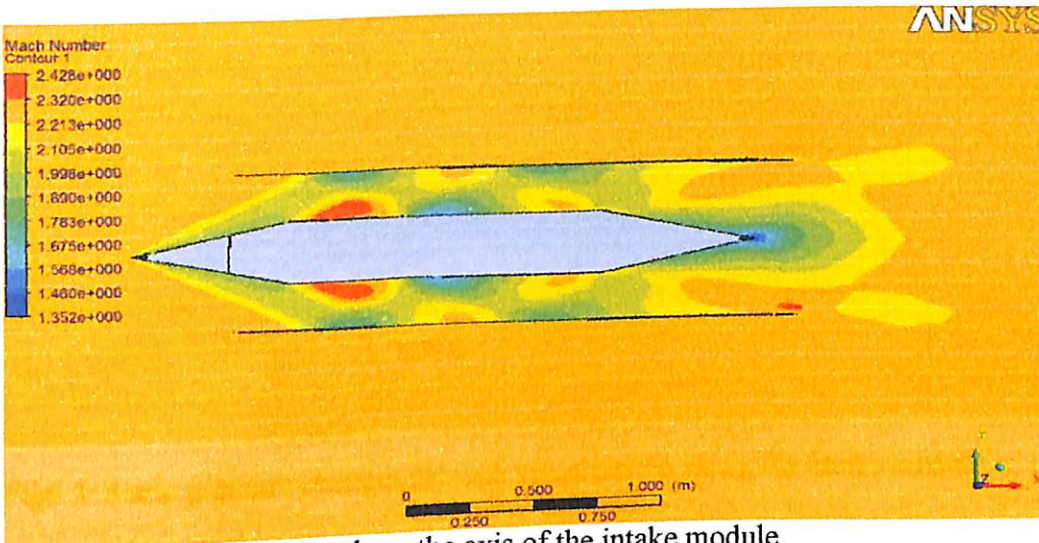 ANSYS
Mach Number
Contour 1
2.428e+000
2.320e+000
2.213e+000
2.105e+000
1.998e+000
1.890e+000
1.783e+000
1.675e+000
1.568e+000
1.460e+000
1.352e+000
Y
Z X
0 0.500 1.000 (m)
0.250 0.750
the axis of the intake module